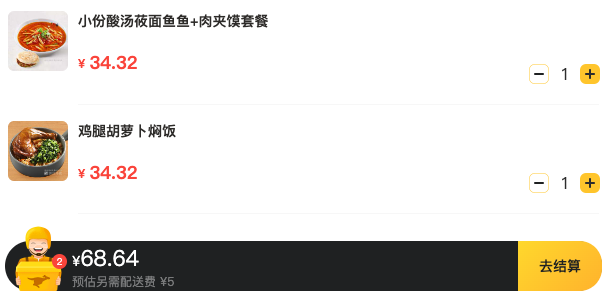 小份酸汤莜面鱼鱼+肉夹馍套餐
¥ 34.32
1
鸡腿胡萝卜焖饭
¥ 34.32
1
2
¥68.64
预估另需配送费 ¥5
去结算